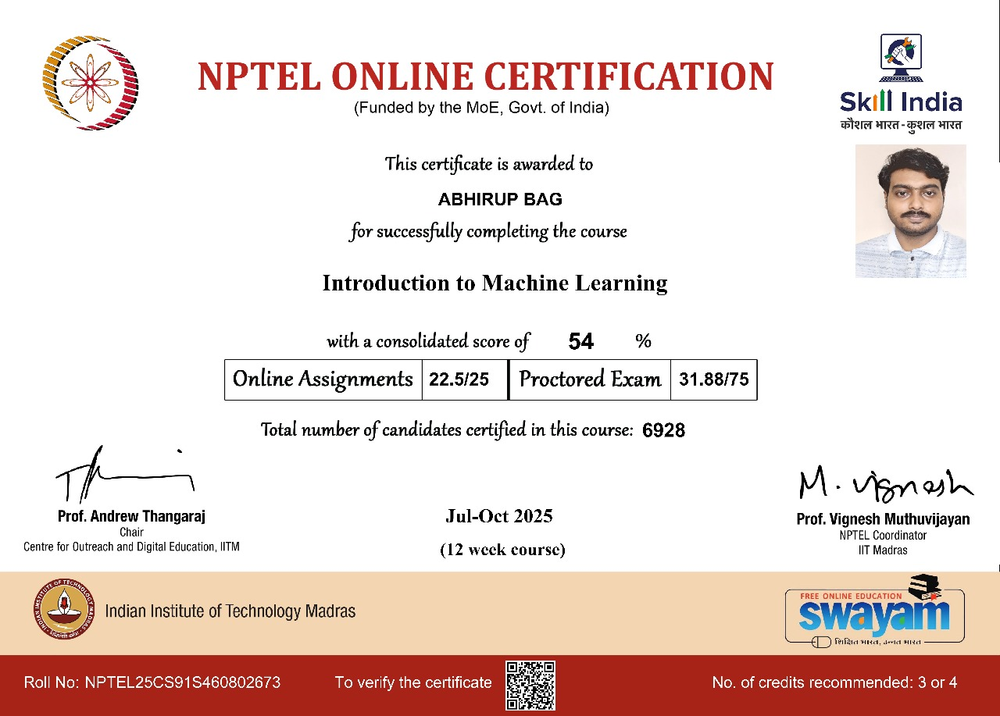 NPTEL ONLINE CERTIFICATION
(Funded by the MoE, Govt. of India)
Skill India
कौशल भारत - कुशल भारत
This certificate is awarded to
ABHIRUP BAG
for successfully completing the course
Introduction to Machine Learning
with a consolidated score of 54 %
Online Assignments 22.5/25 Proctored Exam 31.88/75
Total number of candidates certified in this course: 6928
M. Vignesh
Prof. Andrew Thangaraj
Chair
Centre for Outreach and Digital Education, IITM
Jul-Oct 2025
(12 week course)
Prof. Vignesh Muthuvijayan
NPTEL Coordinator
IIT Madras
INDIAN INSTITUTE OF TECHNOLOGY MADRAS
Indian Institute of Technology Madras
FREE ONLINE EDUCATION
swayam
शिक्षित भारत, उन्नत भारत
Roll No: NPTEL25CS91S460802673
To verify the certificate
No. of credits recommended: 3 or 4